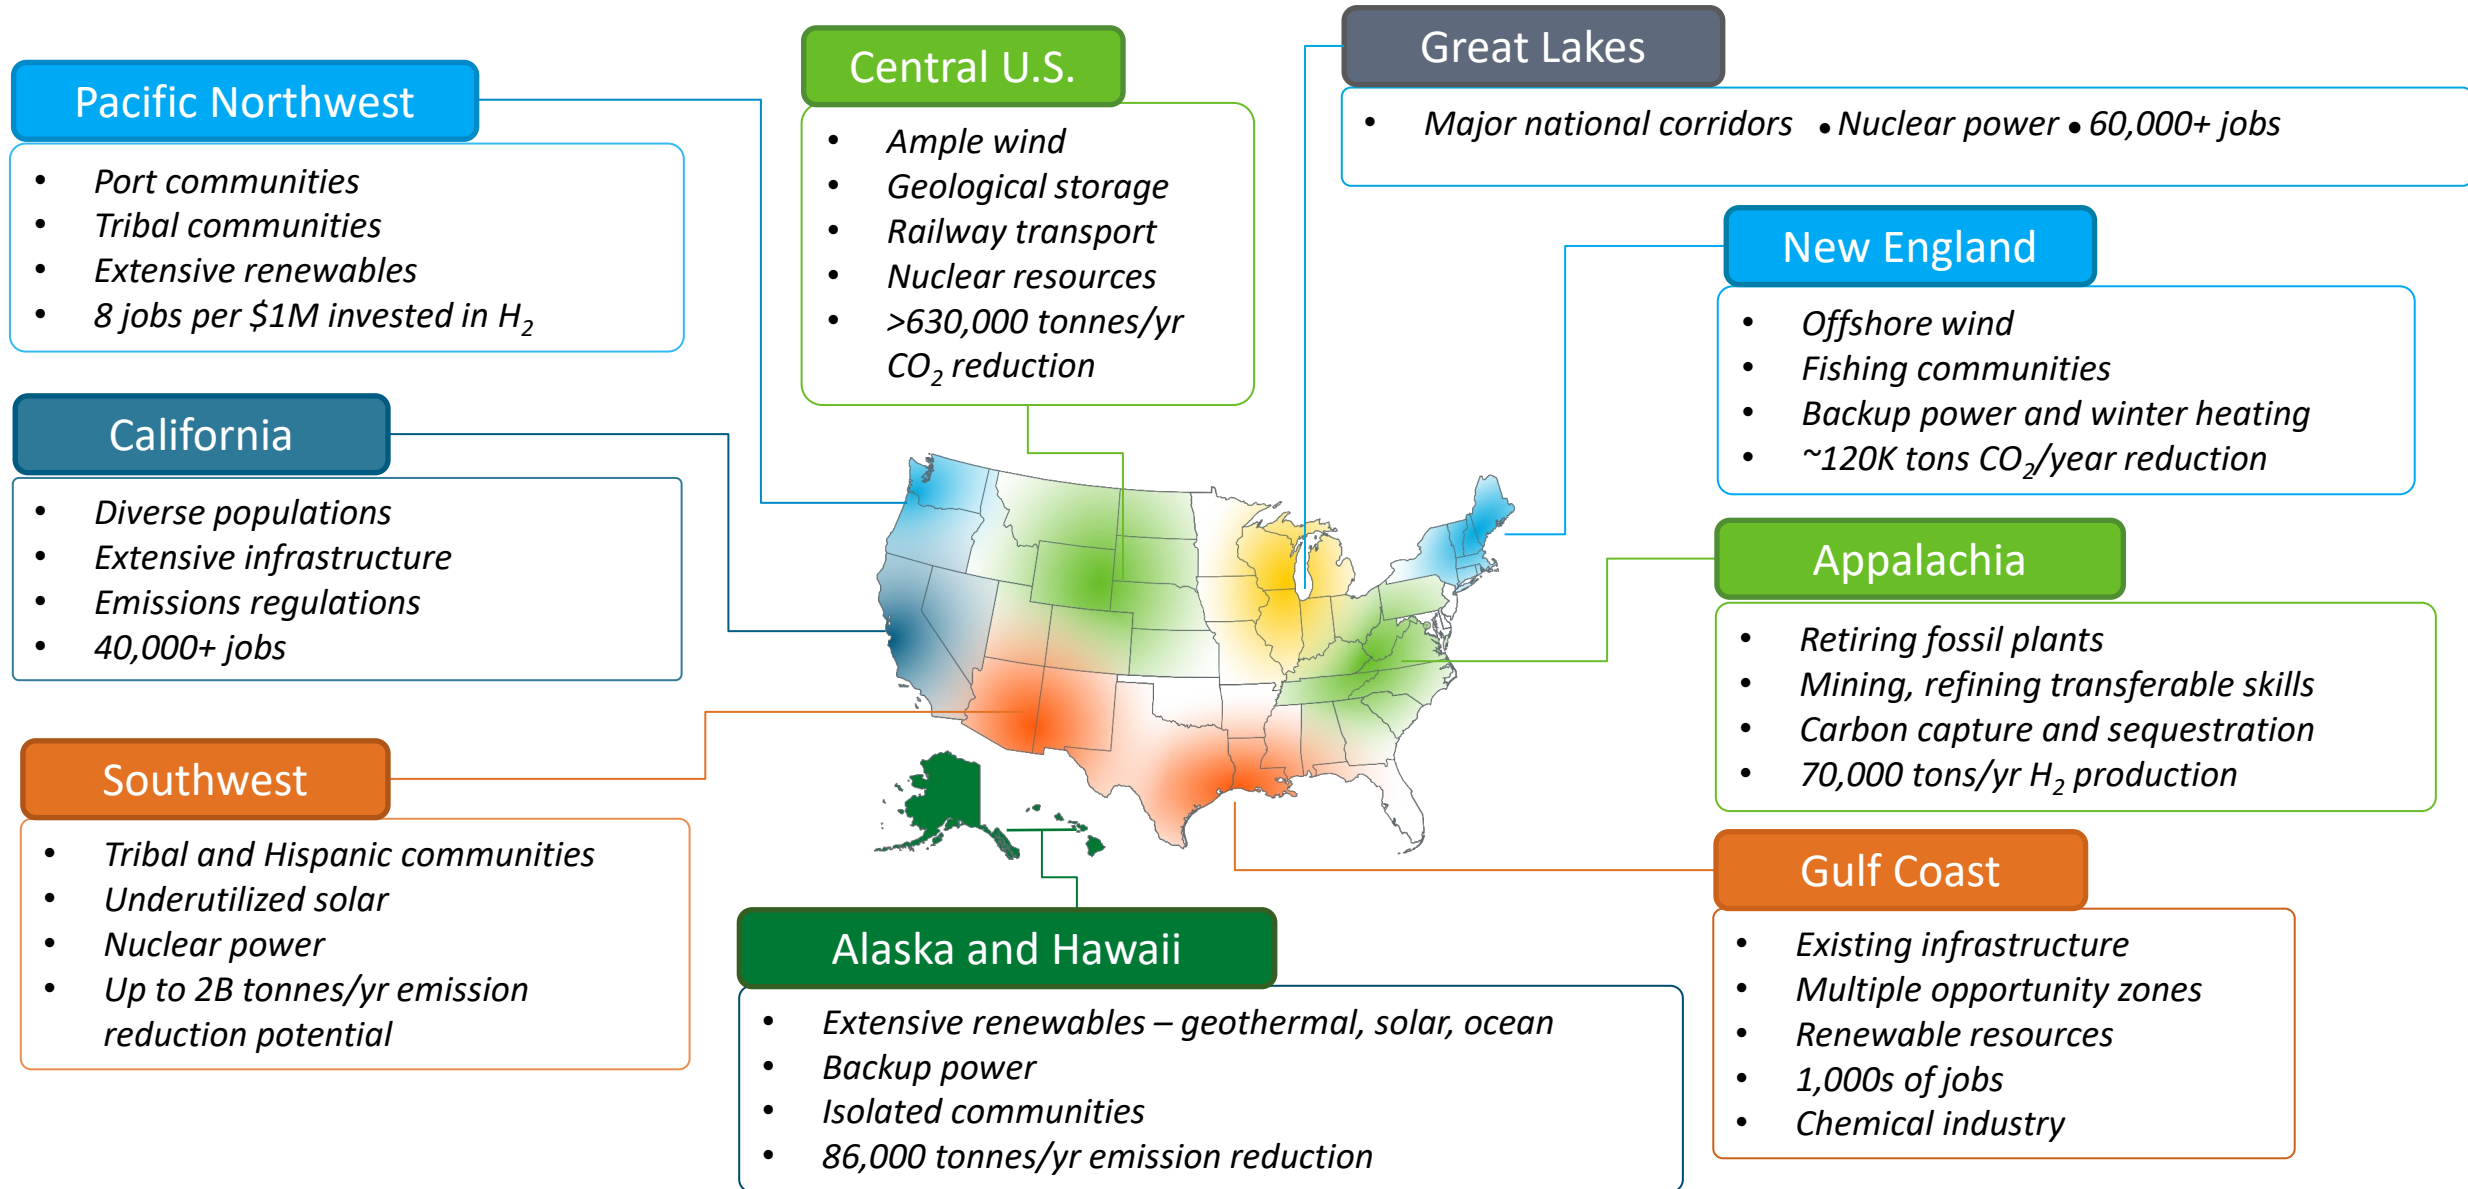 Pacific Northwest
• Port communities
• Tribal communities
• Extensive renewables
• 8 jobs per $1M invested in H₂
California
• Diverse populations
• Extensive infrastructure
• Emissions regulations
• 40,000+ jobs
Southwest
• Tribal and Hispanic communities
• Underutilized solar
• Nuclear power
• Up to 2B tonnes/yr emission
reduction potential
Central U.S.
• Ample wind
• Geological storage
• Railway transport
• Nuclear resources
• >630,000 tonnes/yr
CO₂ reduction
Alaska and Hawaii
• Extensive renewables – geothermal, solar, ocean
• Backup power
• Isolated communities
• 86,000 tonnes/yr emission reduction
Great Lakes
• Major national corridors • Nuclear power • 60,000+ jobs
New England
• Offshore wind
• Fishing communities
• Backup power and winter heating
• ~120K tons CO₂/year reduction
Appalachia
• Retiring fossil plants
• Mining, refining transferable skills
• Carbon capture and sequestration
• 70,000 tons/yr H₂ production
Gulf Coast
• Existing infrastructure
• Multiple opportunity zones
• Renewable resources
• 1,000s of jobs
• Chemical industry